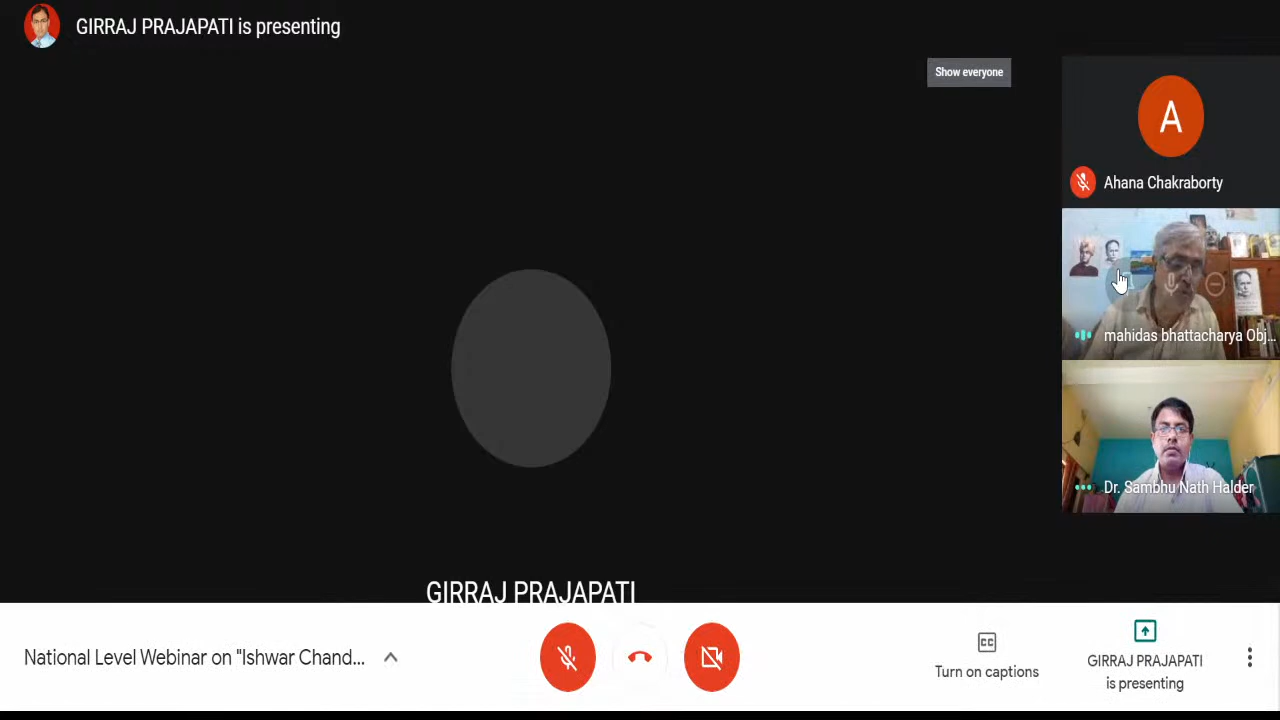 GIRRAJ PRAJAPATI is presenting
Show everyone
A
Ahana Chakraborty
mahidas bhattacharya Obj...
Dr. Sambhu Nath Halder
GIRRAJ PRAJAPATI
National Level Webinar on "Ishwar Chand...
CC
Turn on captions
GIRRAJ PRAJAPATI
is presenting